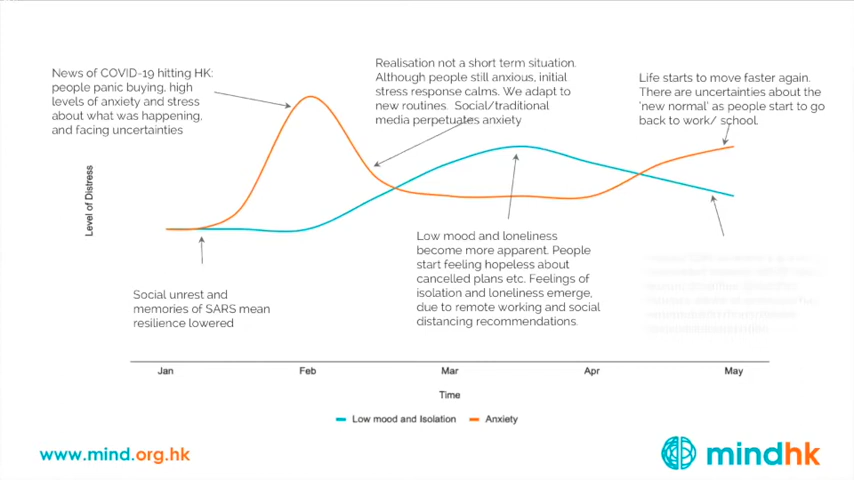 News of COVID-19 hitting HK:
people panic buying, high
levels of anxiety and stress
about what was happening,
and facing uncertainties
Realisation not a short term situation.
Although people still anxious, initial
stress response calms. We adapt to
new routines. Social/traditional
media perpetuates anxiety
Life starts to move faster again.
There are uncertainties about the
'new normal' as people start to go
back to work/ school.
Level of Distress
Low mood and loneliness
become more apparent. People
start feeling hopeless about
cancelled plans etc. Feelings of
isolation and loneliness emerge,
due to remote working and social
distancing recommendations.
Social unrest and
memories of SARS mean
resilience lowered
Jan
Feb
Mar
Apr
May
Time
Low mood and Isolation
Anxiety
www.mind.org.hk
mindhk